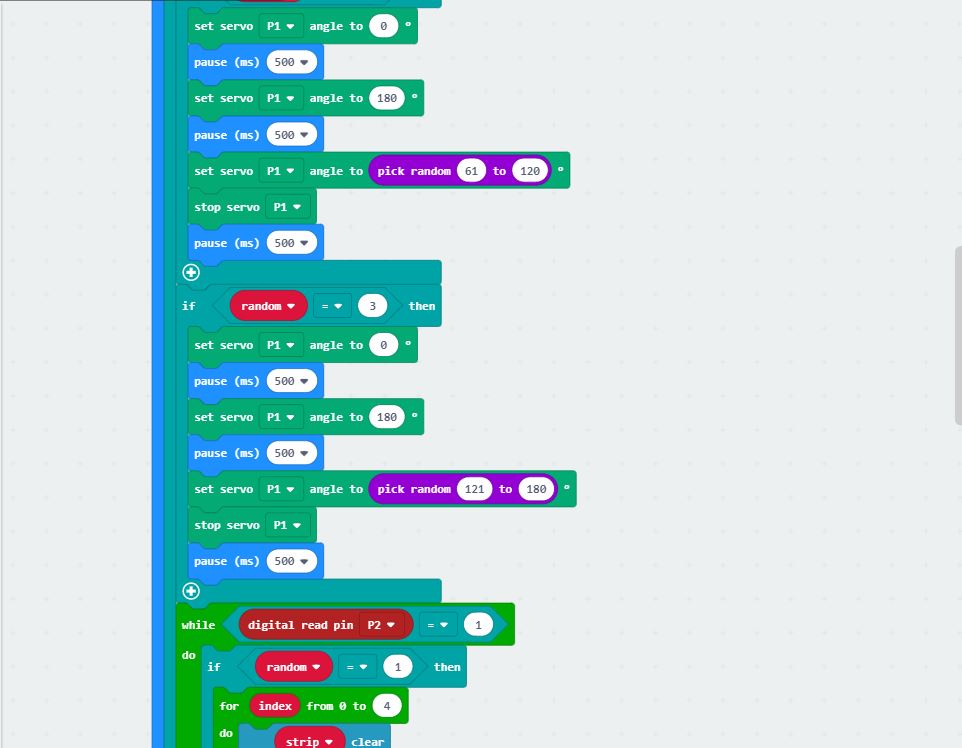 set servo P1 angle to 0 °
pause (ms) 500
set servo P1 angle to 180 °
pause (ms) 500
set servo P1 angle to pick random 61 to 120 °
stop servo P1
pause (ms) 500
if random = 3 then
set servo P1 angle to 0 °
pause (ms) 500
set servo P1 angle to 180 °
pause (ms) 500
set servo P1 angle to pick random 121 to 180 °
stop servo P1
pause (ms) 500
while digital read pin P2 = 1
do if random = 1 then
for index from 0 to 4
do strip clear